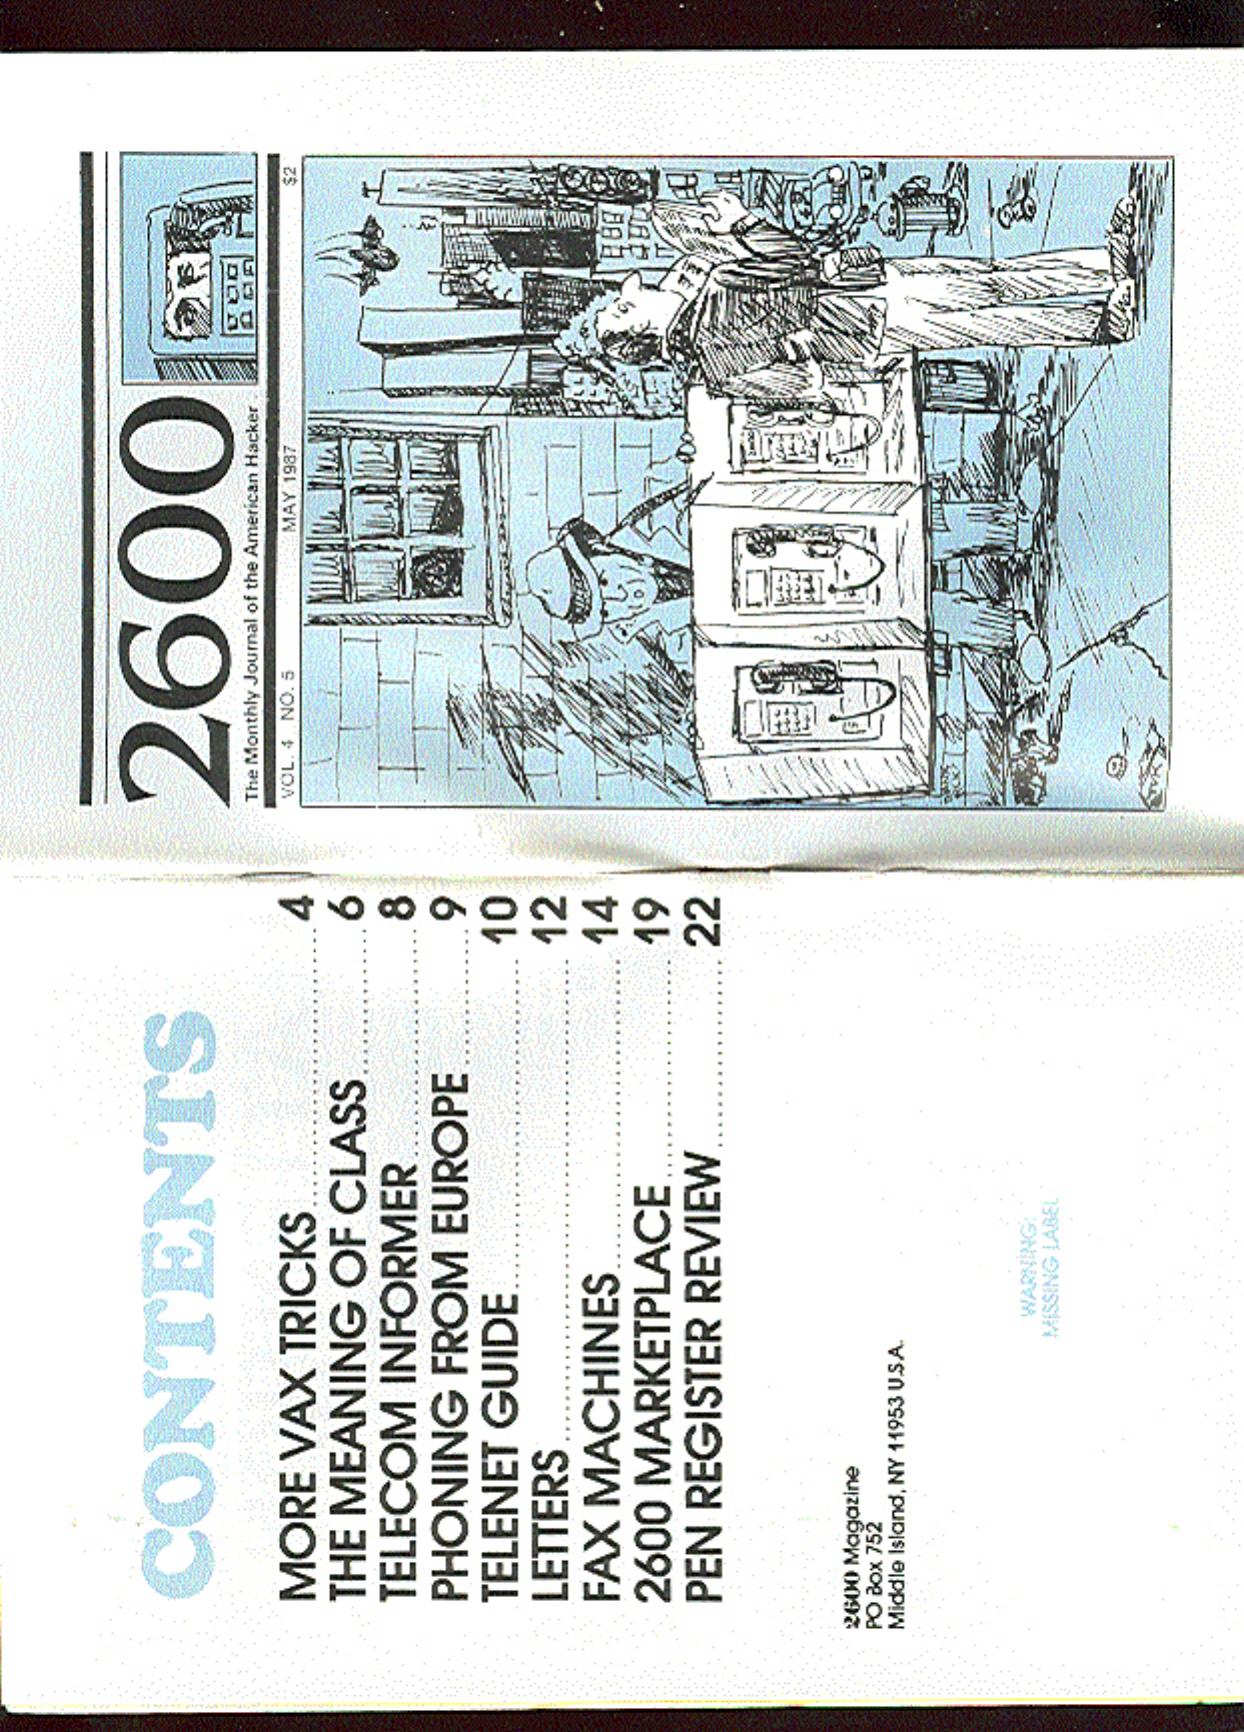 2600
The Monthly Journal of the American Hacker
VOL. 4 NO. 5 MAY 1987 $2
CONTENTS
MORE VAX TRICKS 4
THE MEANING OF CLASS 6
TELECOM INFORMER 8
PHONING FROM EUROPE 9
TELENET GUIDE 10
LETTERS 12
FAX MACHINES 14
2600 MARKETPLACE 19
PEN REGISTER REVIEW 22
2600 Magazine
PO Box 752
Middle Island, NY 11953 U.S.A.
WARNING:
MISSING LABEL